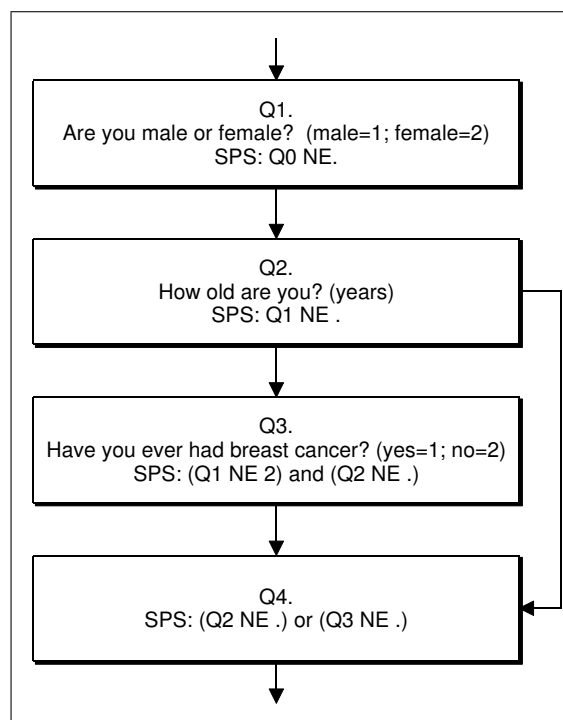 Q1.
Are you male or female? (male=1; female=2)
SPS: Q0 NE.
Q2.
How old are you? (years)
SPS: Q1 NE .
Q3.
Have you ever had breast cancer? (yes=1; no=2)
SPS: (Q1 NE 2) and (Q2 NE .)
Q4.
SPS: (Q2 NE .) or (Q3 NE .)